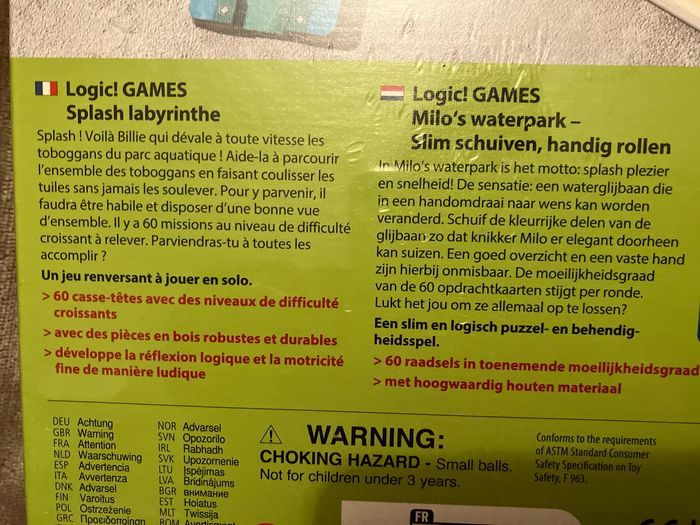 Logic! GAMES
Splash labyrinthe
Splash ! Voilà Billie qui dévale à toute vitesse les
toboggans du parc aquatique ! Aide-la à parcourir
l'ensemble des toboggans en faisant coulisser les
tuiles sans jamais les soulever. Pour y parvenir, il
faudra être habile et disposer d'une bonne vue
d'ensemble. Il y a 60 missions au niveau de difficulté
croissant à relever. Parviendras-tu à toutes les
accomplir ?
Un jeu renversant à jouer en solo.
> 60 casse-têtes avec des niveaux de difficulté
croissants
> avec des pièces en bois robustes et durables
> développe la réflexion logique et la motricité
fine de manière ludique
Logic! GAMES
Milo's waterpark –
Slim schuiven, handig rollen
In Milo's waterpark is het motto: splash plezier
en snelheid! De sensatie: een waterglijbaan die
in een handomdraai naar wens kan worden
veranderd. Schuif de kleurrijke delen van de
glijbaan zo dat knikker Milo er elegant doorheen
kan suizen. Een goed overzicht en een vaste hand
zijn hierbij onmisbaar. De moeilijkheidsgraad
van de 60 opdrachtkaarten stijgt per ronde.
Lukt het jou om ze allemaal op te lossen?
Een slim en logisch puzzel- en behendig-
heidsspel.
> 60 raadsels in toenemende moeilijkheidsgraad
> met hoogwaardig houten materiaal
DEU Achtung
GBR Warning
FRA Attention
NLD Waarschuwing
ESP Advertencia
ITA Avvertenza
DNK Advarsel
FIN Varoitus
POL Ostrzeżenie
GRC Προειδοποίηση
NOR Advarsel
SVN Opozorilo
IRL Rabhadh
SVK Upozornenie
LTU Įspėjimas
LVA Brīdinājums
BGR внимание
EST Hoiatus
MLT Twissija
ROM
WARNING:
CHOKING HAZARD - Small balls.
Not for children under 3 years.
Conforms to the requirements
of ASTM Standard Consumer
Safety Specification on Toy
Safety, F 963.
FR